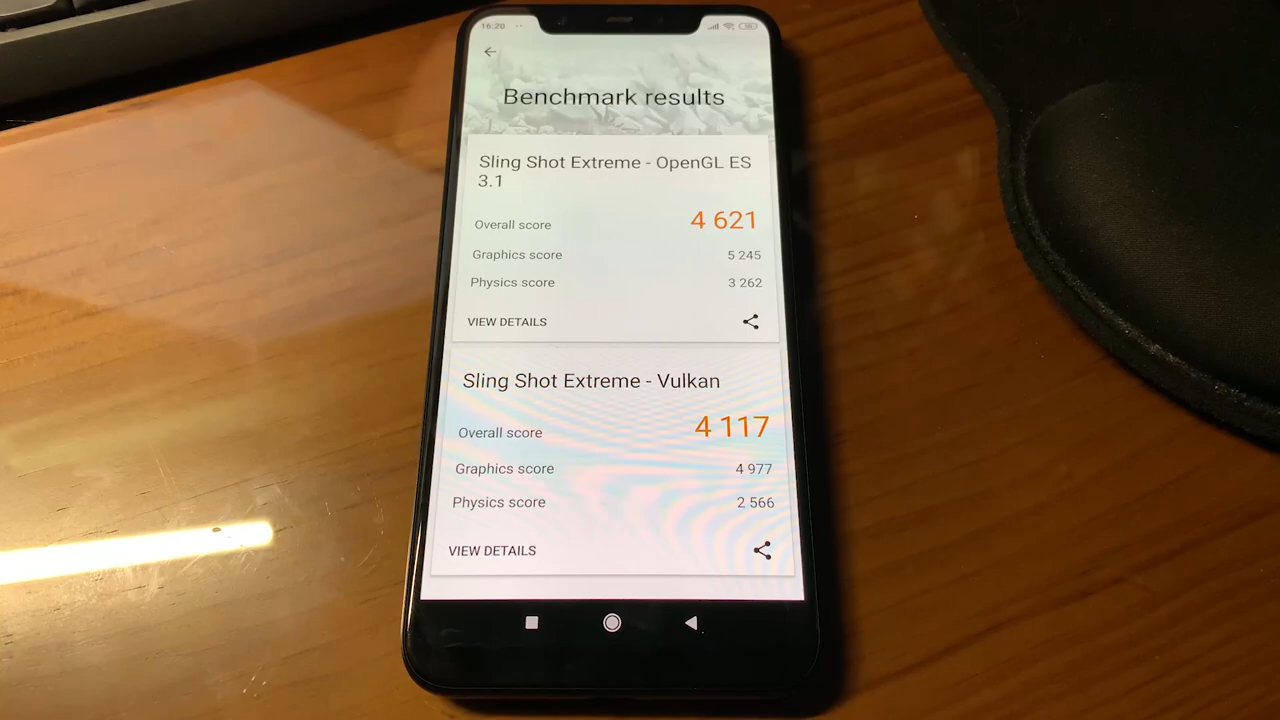 16:20
Benchmark results
Sling Shot Extreme - OpenGL ES
3.1
Overall score 4 621
Graphics score 5 245
Physics score 3 262
VIEW DETAILS
Sling Shot Extreme - Vulkan
Overall score 4 117
Graphics score 4 977
Physics score 2 566
VIEW DETAILS